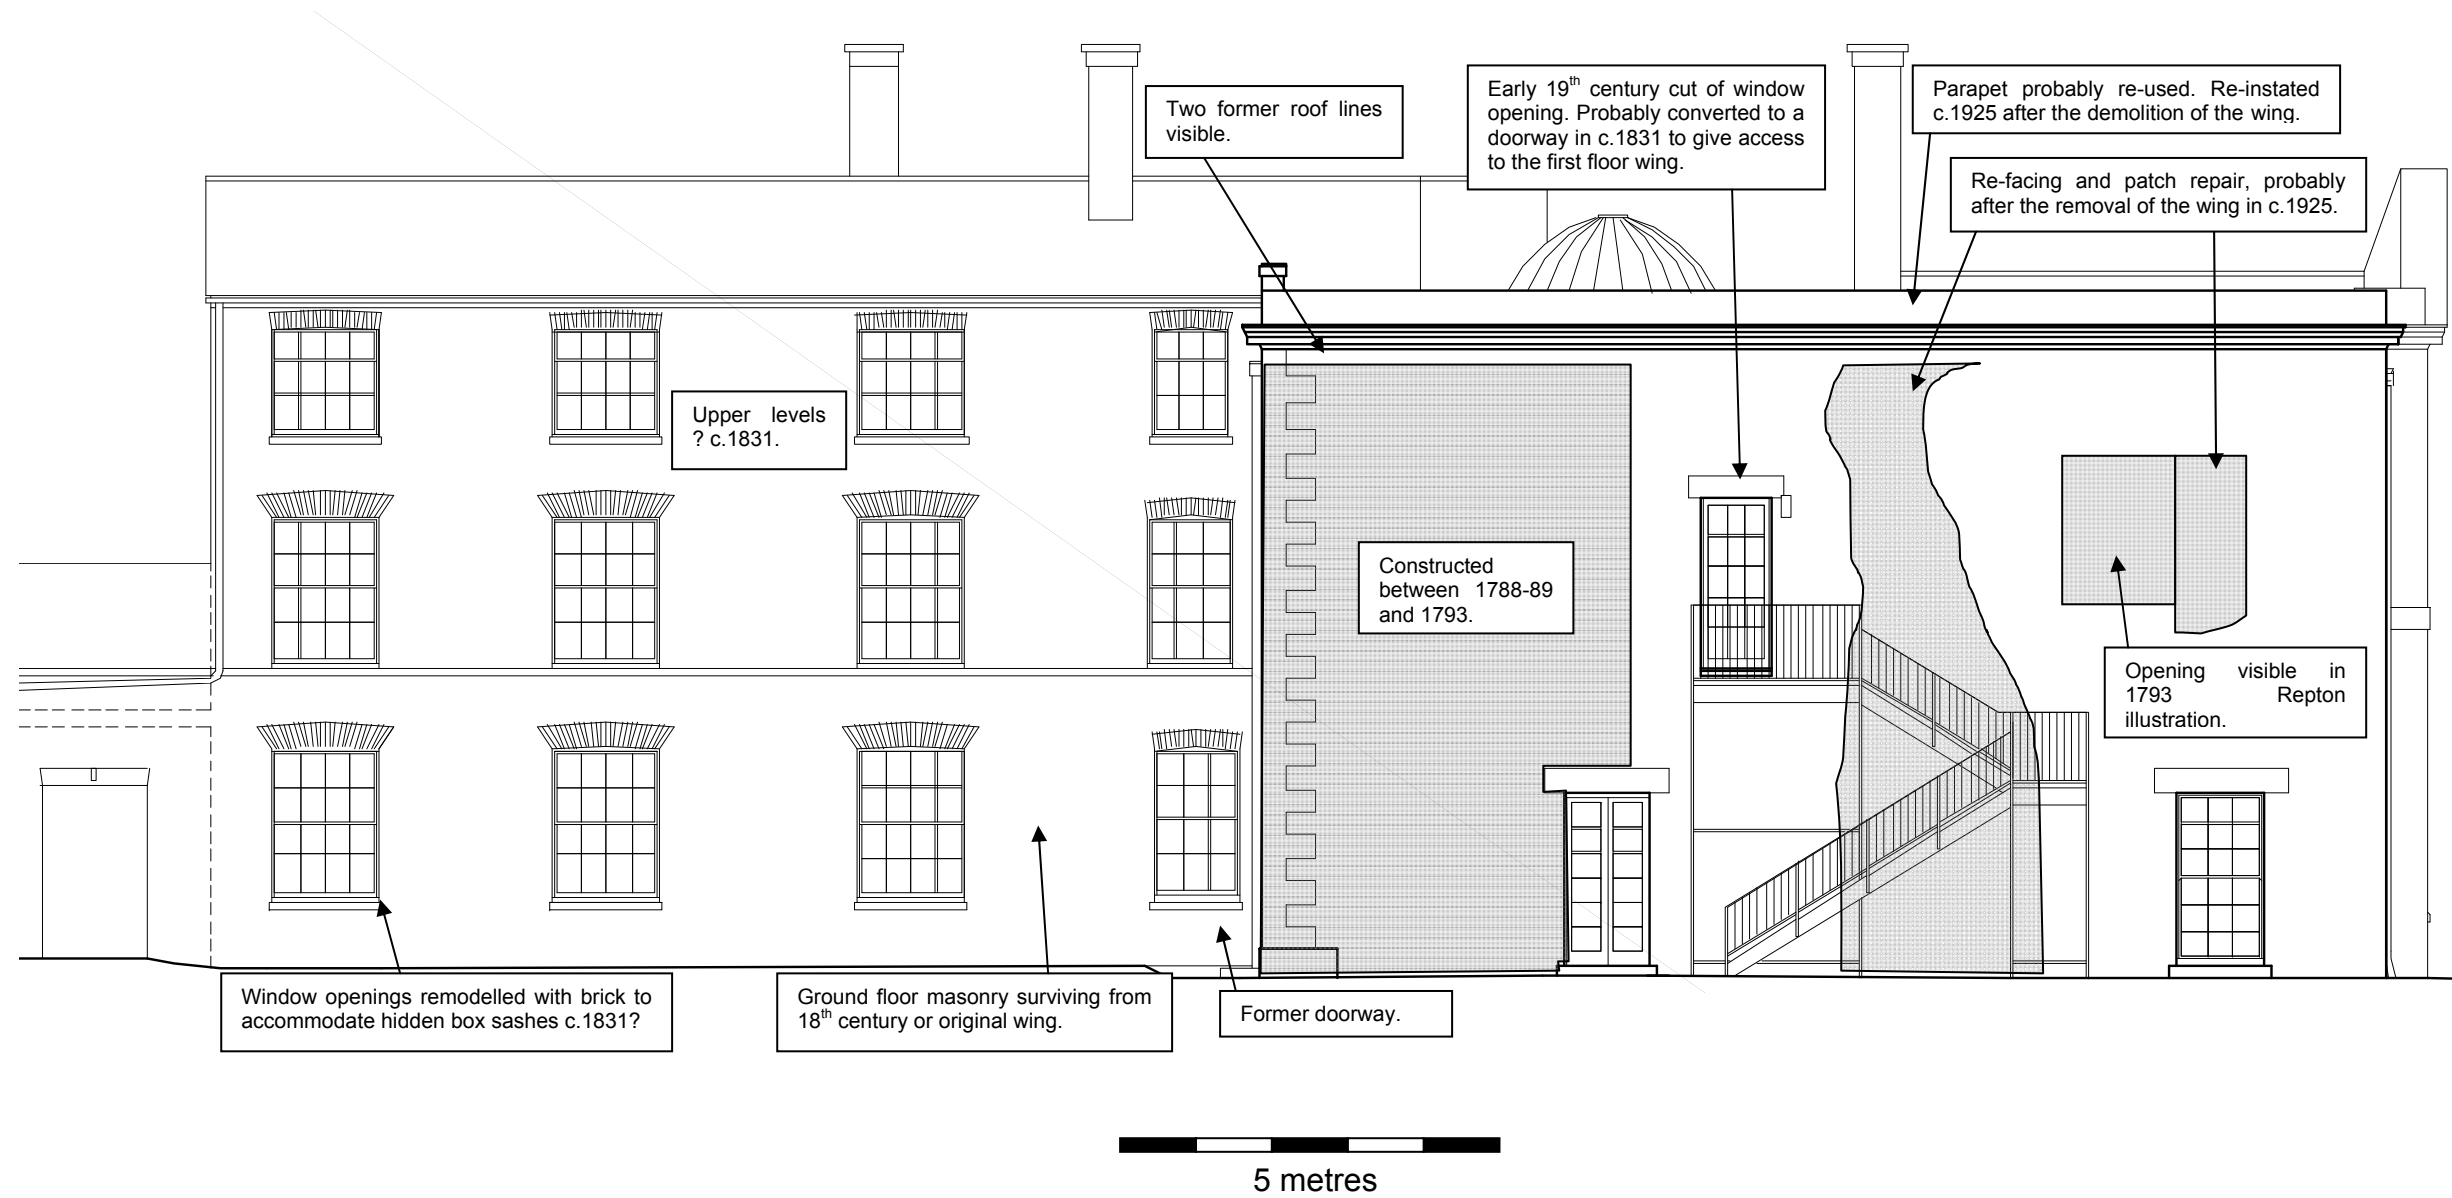 Two former roof lines
visible.
Early 19th century cut of window
opening. Probably converted to a
doorway in c.1831 to give access
to the first floor wing.
Parapet probably re-used. Re-instated
c.1925 after the demolition of the wing.
Re-facing and patch repair, probably
after the removal of the wing in c.1925.
Upper levels
? c.1831.
Constructed
between 1788-89
and 1793.
Opening visible in
1793 Repton
illustration.
Window openings remodelled with brick to
accommodate hidden box sashes c.1831?
Ground floor masonry surviving from
18th century or original wing.
Former doorway.
5 metres